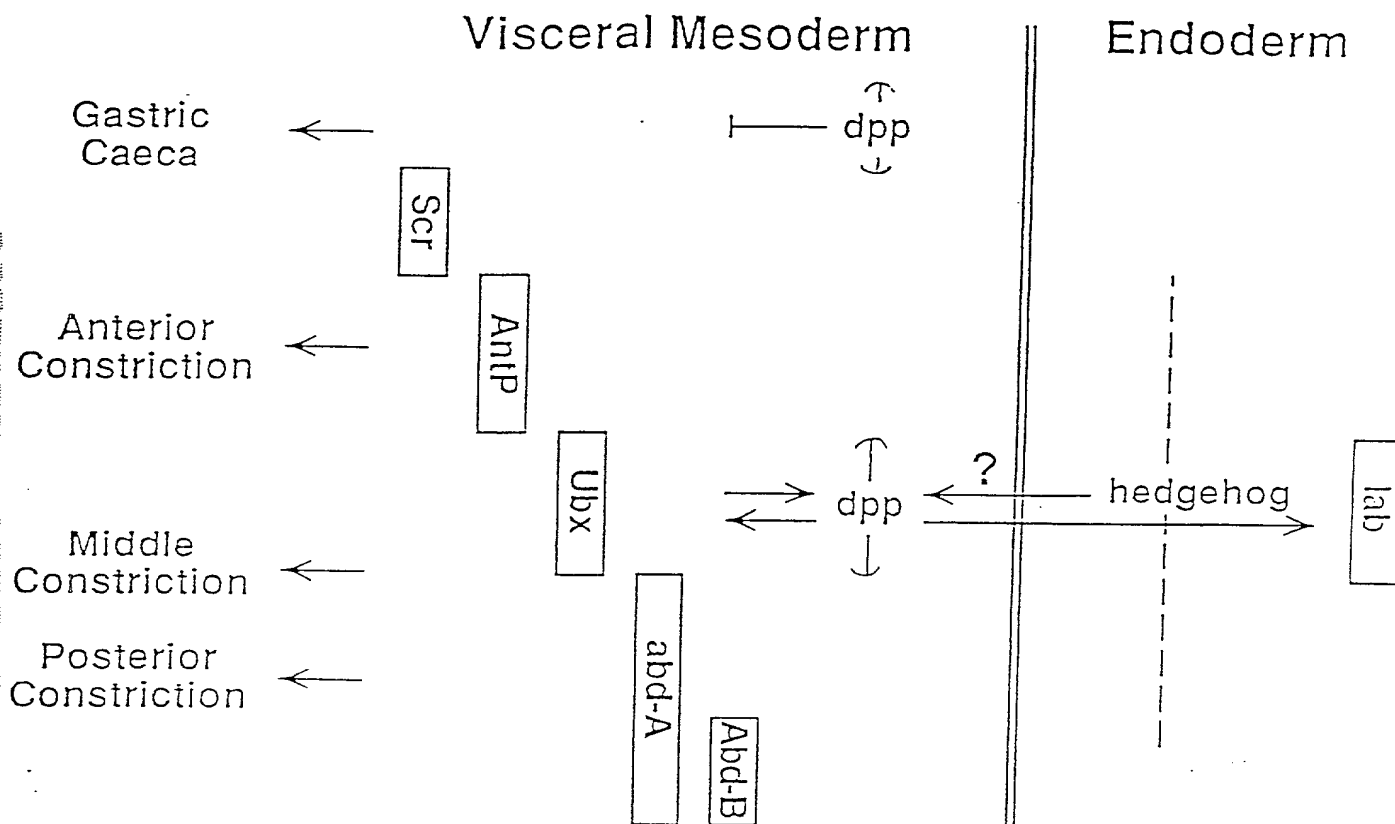 Visceral Mesoderm
Endoderm
Gastric
Caeca
dpp
Scr
Anterior
Constriction
AntP
Ubx
dpp
?
hedgehog
lab
Middle
Constriction
Posterior
Constriction
abd-A
Abd-B